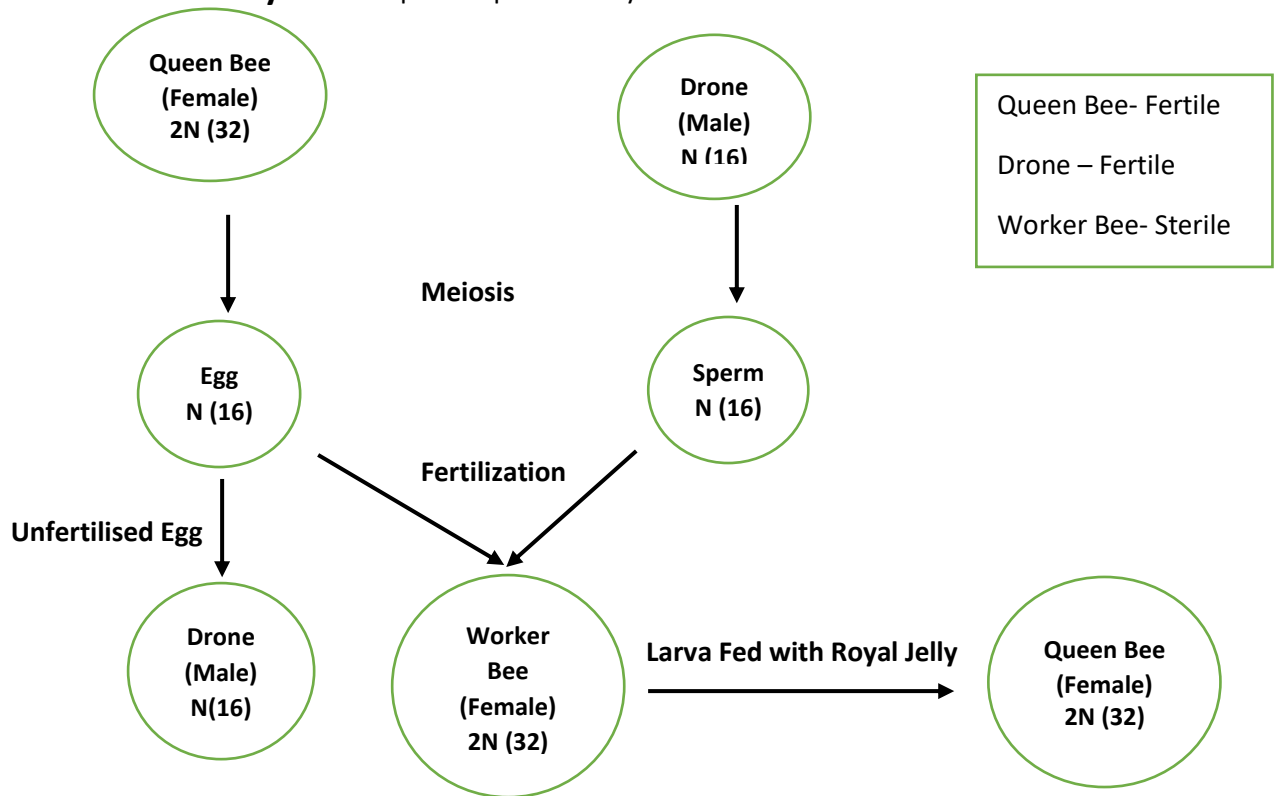 Queen Bee
(Female)
2N (32)
Drone
(Male)
N (16)
Queen Bee- Fertile
Drone – Fertile
Worker Bee- Sterile
Meiosis
Egg
N (16)
Sperm
N (16)
Fertilization
Unfertilised Egg
Drone
(Male)
N(16)
Worker
Bee
(Female)
2N (32)
Larva Fed with Royal Jelly
Queen Bee
(Female)
2N (32)